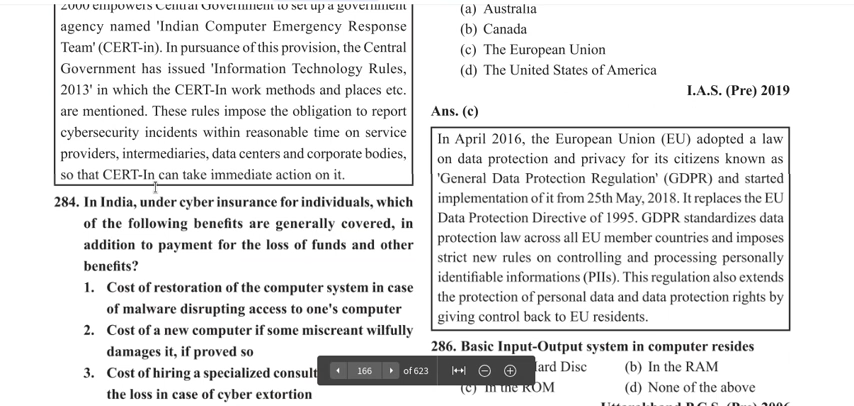 2000 empowers Central Government to set up a government
agency named 'Indian Computer Emergency Response
Team' (CERT-in). In pursuance of this provision, the Central
Government has issued 'Information Technology Rules,
2013' in which the CERT-In work methods and places etc.
are mentioned. These rules impose the obligation to report
cybersecurity incidents within reasonable time on service
providers, intermediaries, data centers and corporate bodies,
so that CERT-In can take immediate action on it.
284. In India, under cyber insurance for individuals, which
of the following benefits are generally covered, in
addition to payment for the loss of funds and other
benefits?
1. Cost of restoration of the computer system in case
of malware disrupting access to one's computer
2. Cost of a new computer if some miscreant wilfully
damages it, if proved so
3. Cost of hiring a specialized
the loss in case of cyber extortion
(a) Australia
(b) Canada
(c) The European Union
(d) The United States of America
I.A.S. (Pre) 2019
Ans. (c)
In April 2016, the European Union (EU) adopted a law
on data protection and privacy for its citizens known as
'General Data Protection Regulation' (GDPR) and started
implementation of it from 25th May, 2018. It replaces the EU
Data Protection Directive of 1995. GDPR standardizes data
protection law across all EU member countries and imposes
strict new rules on controlling and processing personally
identifiable informations (PIIs). This regulation also extends
the protection of personal data and data protection rights by
giving control back to EU residents.
286. Basic Input-Output system in computer resides
Disc (b) In the RAM
(c) In the ROM (d) None of the above
166 of 623